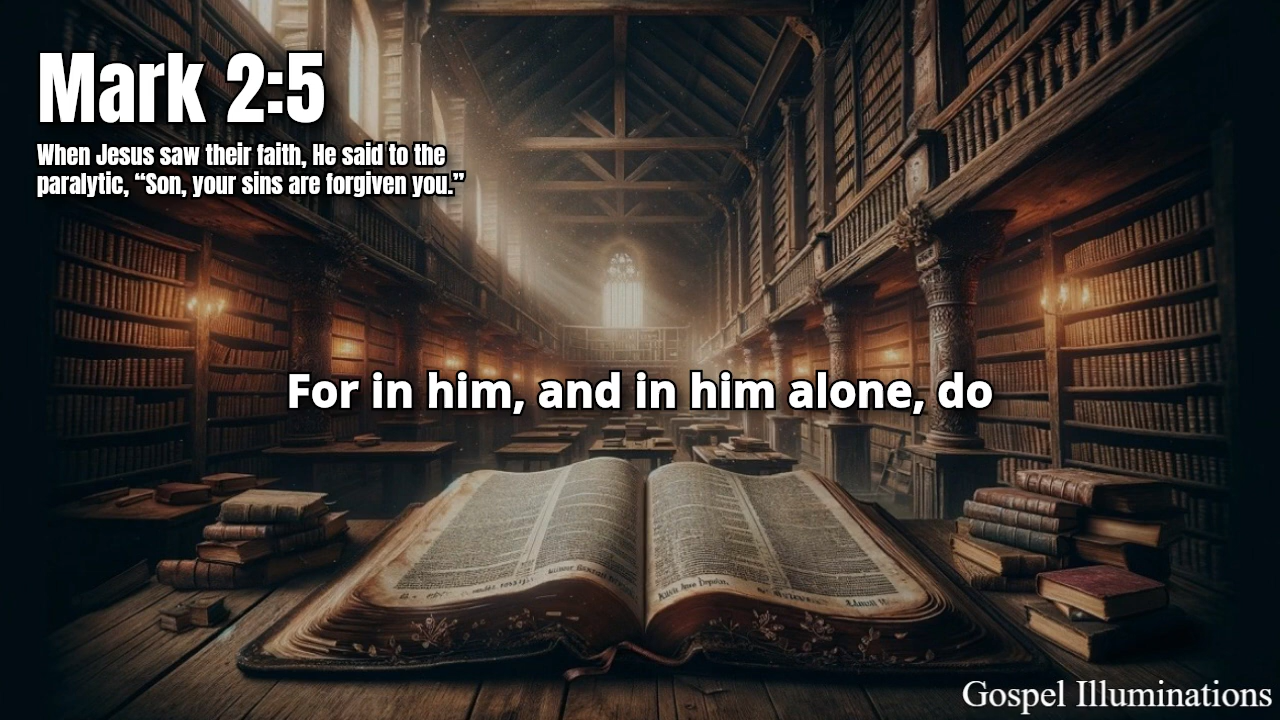 Mark 2:5
When Jesus saw their faith, He said to the
paralytic, “Son, your sins are forgiven you.”
For in him, and in him alone, do
Gospel Illuminations